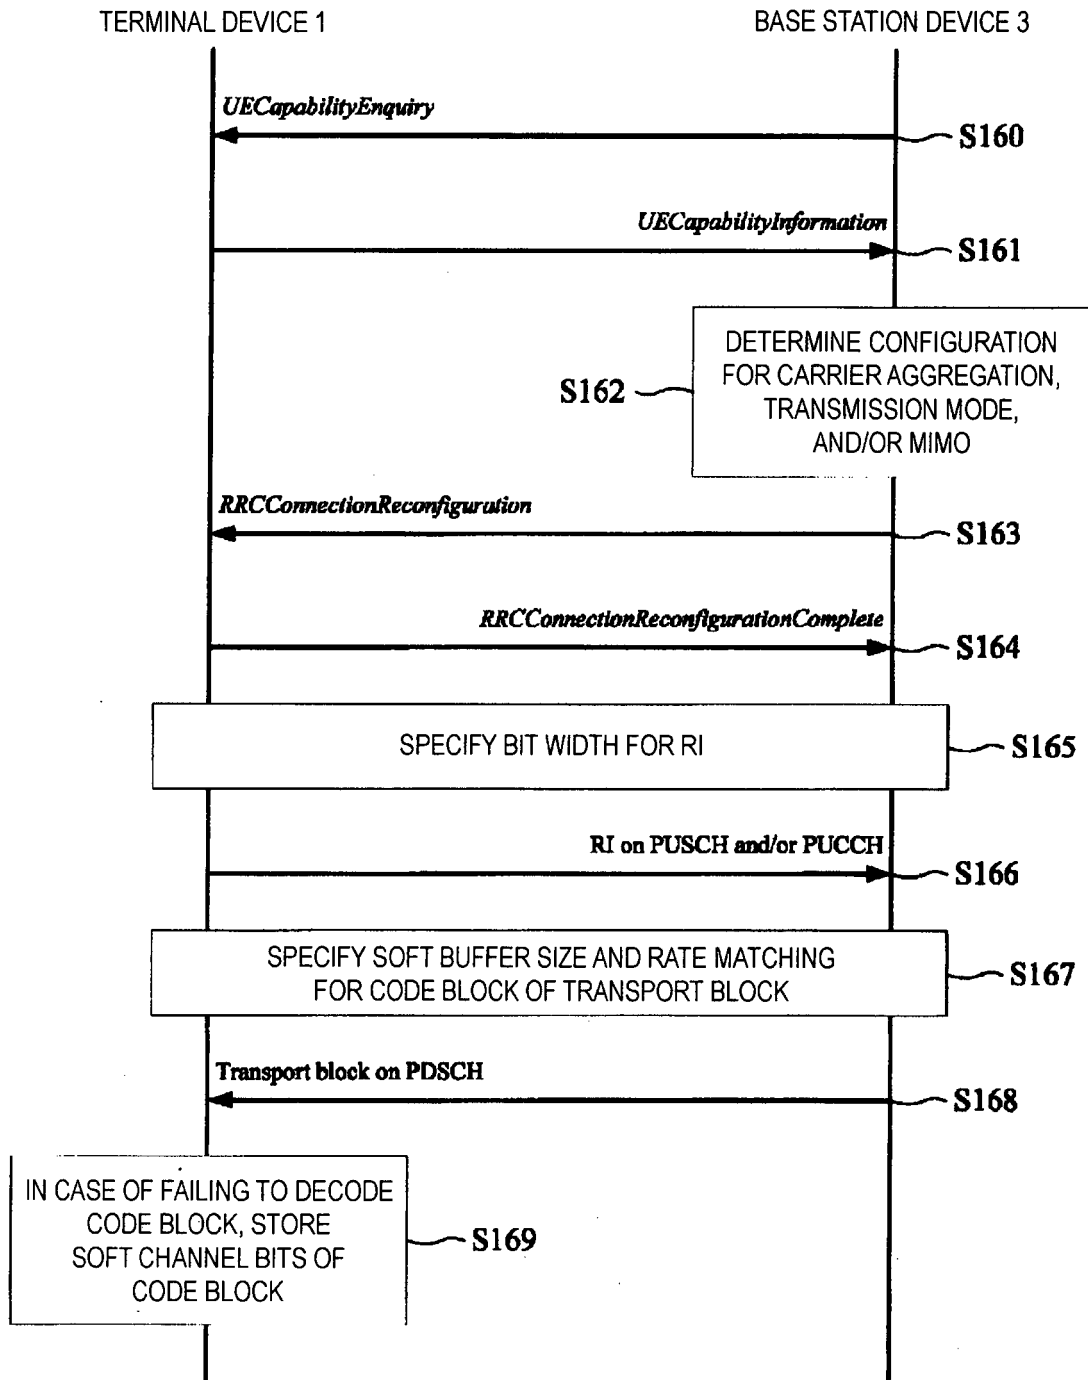 TERMINAL DEVICE 1
BASE STATION DEVICE 3
UECapabilityEnquiry
S160
UECapabilityInformation
S161
DETERMINE CONFIGURATION
FOR CARRIER AGGREGATION,
TRANSMISSION MODE,
AND/OR MIMO
S162
RRCConnectionReconfiguration
S163
RRCConnectionReconfigurationComplete
S164
SPECIFY BIT WIDTH FOR RI
S165
RI on PUSCH and/or PUCCH
S166
SPECIFY SOFT BUFFER SIZE AND RATE MATCHING
FOR CODE BLOCK OF TRANSPORT BLOCK
S167
Transport block on PDSCH
S168
IN CASE OF FAILING TO DECODE
CODE BLOCK, STORE
SOFT CHANNEL BITS OF
CODE BLOCK
S169